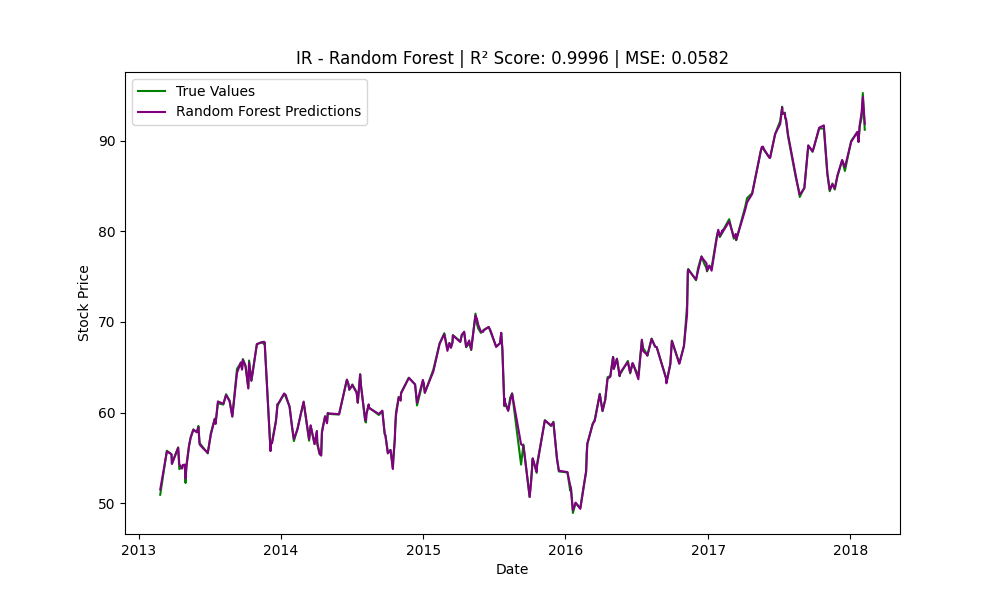 IR - Random Forest | R² Score: 0.9996 | MSE: 0.0582
True Values
Random Forest Predictions
90
80
70
60
50
Stock Price
2013 2014 2015 2016 2017 2018
Date